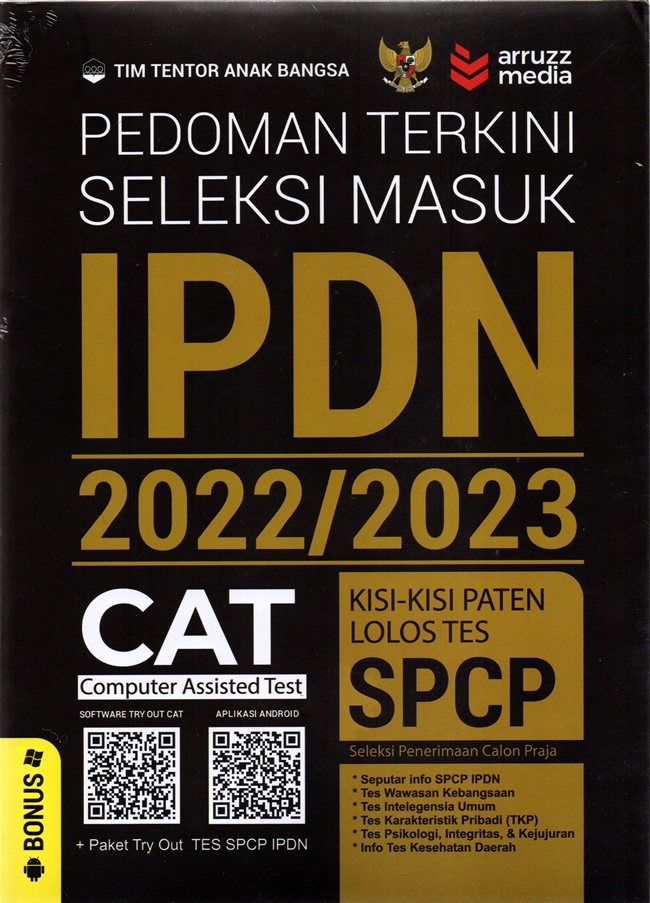 TIM TENTOR ANAK BANGSA
arruzz
media
PEDOMAN TERKINI
SELEKSI MASUK
IPDN
2022/2023
CAT
Computer Assisted Test
SOFTWARE TRY OUT CAT
APLIKASI ANDROID
+ Paket Try Out TES SPCP IPDN
BONUS
KISI-KISI PATEN
LOLOS TES
SPCP
Seleksi Penerimaan Calon Praja
* Seputar info SPCP IPDN
* Tes Wawasan Kebangsaan
* Tes Intelegensia Umum
* Tes Karakteristik Pribadi (TKP)
* Tes Psikologi, Integritas, & Kejujuran
* Info Tes Kesehatan Daerah